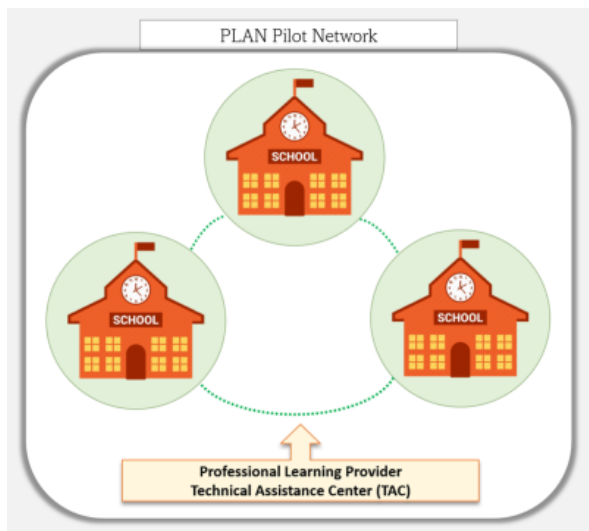 PLAN Pilot Network
SCHOOL
SCHOOL
SCHOOL
Professional Learning Provider
Technical Assistance Center (TAC)